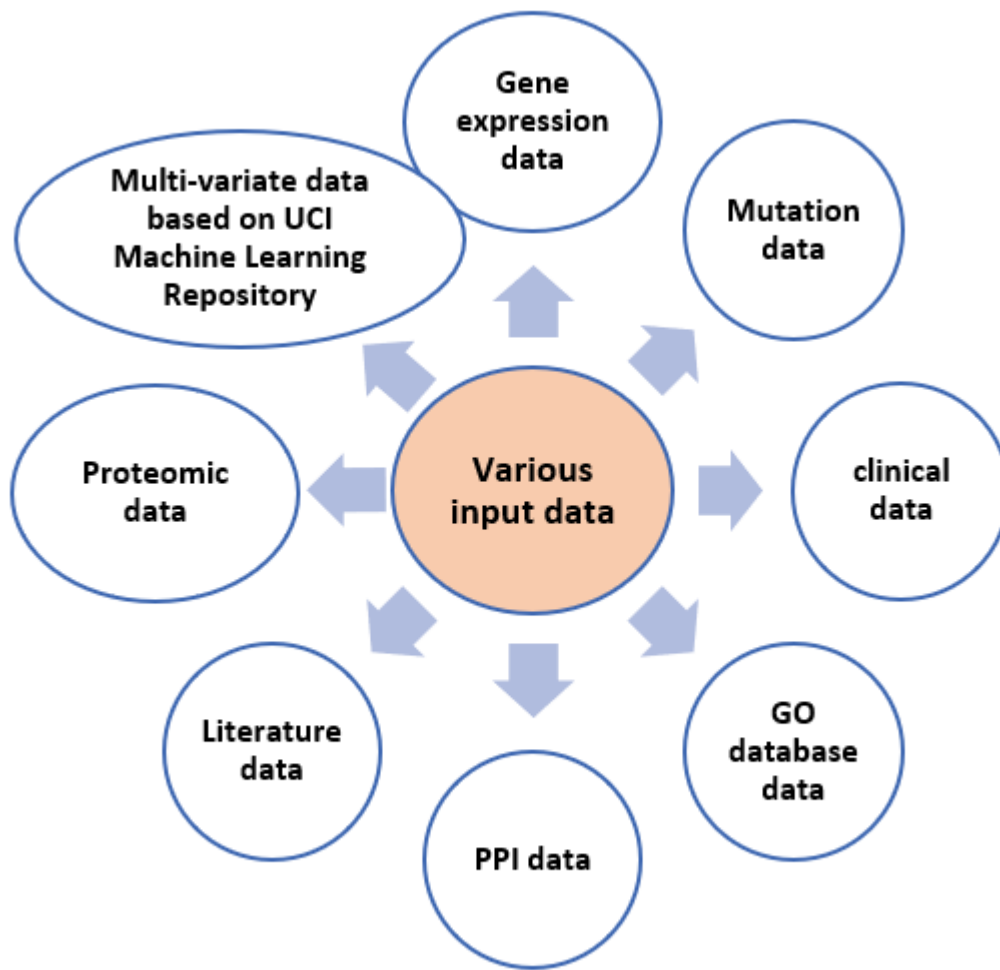 Gene
expression
data
Multi-variate data
based on UCI
Machine Learning
Repository
Mutation
data
Proteomic
data
Various
input data
clinical
data
Literature
data
GO
database
data
PPI data